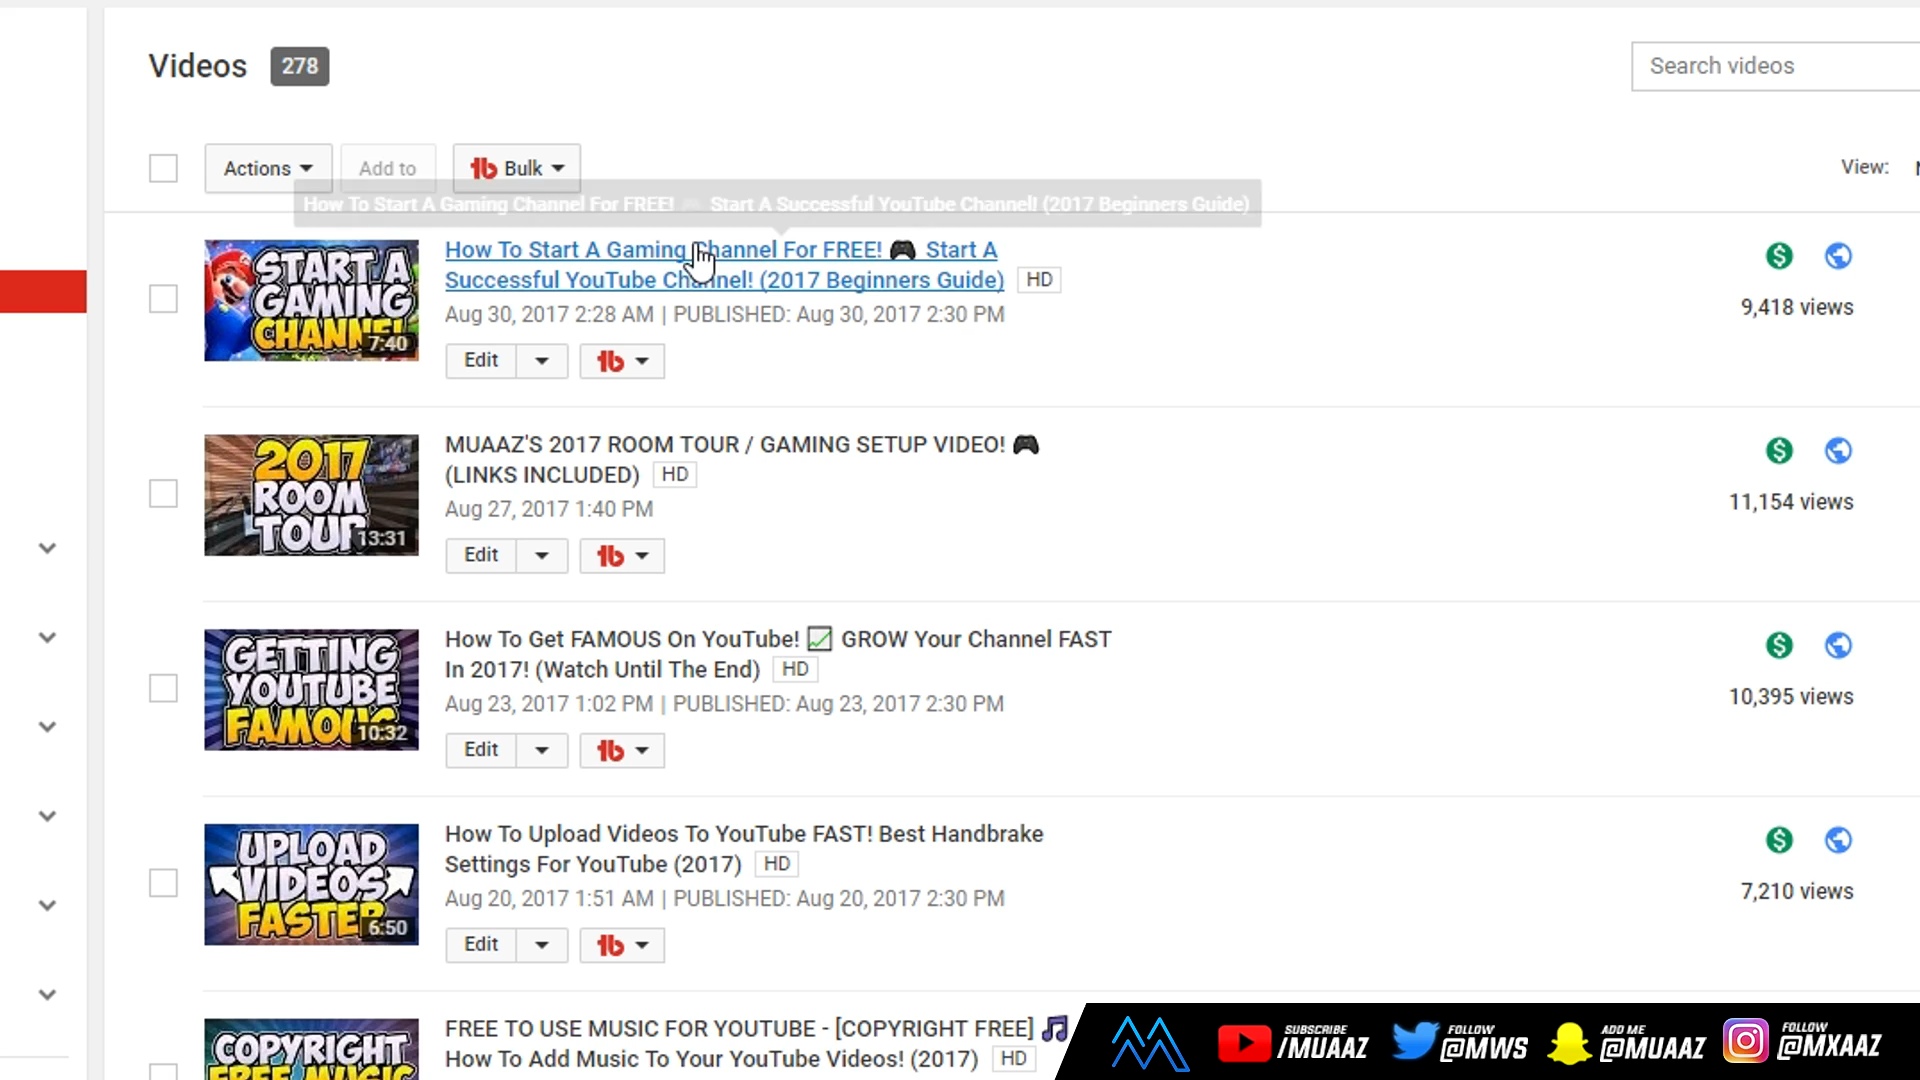 Videos 278
Search videos
Actions Add to Bulk
View:
How To Start A Gaming Channel For FREE! 🎮 Start A Successful YouTube Channel! (2017 Beginners Guide)
START A
GAMING
CHANNEL
7:40
How To Start A Gaming Channel For FREE! 🎮 Start A
Successful YouTube Channel! (2017 Beginners Guide) HD
Aug 30, 2017 2:28 AM | PUBLISHED: Aug 30, 2017 2:30 PM
Edit
9,418 views
2017
ROOM
TOUR
13:31
MUAAZ'S 2017 ROOM TOUR / GAMING SETUP VIDEO! 🎮
(LINKS INCLUDED) HD
Aug 27, 2017 1:40 PM
Edit
11,154 views
GETTING
YOUTUBE
FAMOUS
10:32
How To Get FAMOUS On YouTube! 💹 GROW Your Channel FAST
In 2017! (Watch Until The End) HD
Aug 23, 2017 1:02 PM | PUBLISHED: Aug 23, 2017 2:30 PM
Edit
10,395 views
UPLOAD
VIDEOS
FASTER
6:50
How To Upload Videos To YouTube FAST! Best Handbrake
Settings For YouTube (2017) HD
Aug 20, 2017 1:51 AM | PUBLISHED: Aug 20, 2017 2:30 PM
Edit
7,210 views
COPYRIGHT
FREE MUSIC
FREE TO USE MUSIC FOR YOUTUBE - [COPYRIGHT FREE] 🎵
How To Add Music To Your YouTube Videos! (2017) HD
SUBSCRIBE
/MUAAZ
FOLLOW
@MWS
ADD ME
@MUAAZ
FOLLOW
@MXAAZ